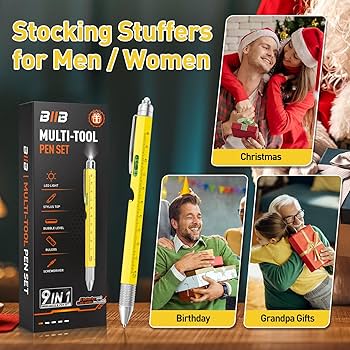 Stocking Stuffers
for Men / Women
BIIB
MULTI-TOOL
PEN SET
LED LIGHT
STYLUS TOP
BUBBLE LEVEL
RULERS
SCREWDRIVER
9 IN 1
BIIB | MULTI-TOOL PEN SET
Christmas
Birthday
Grandpa Gifts